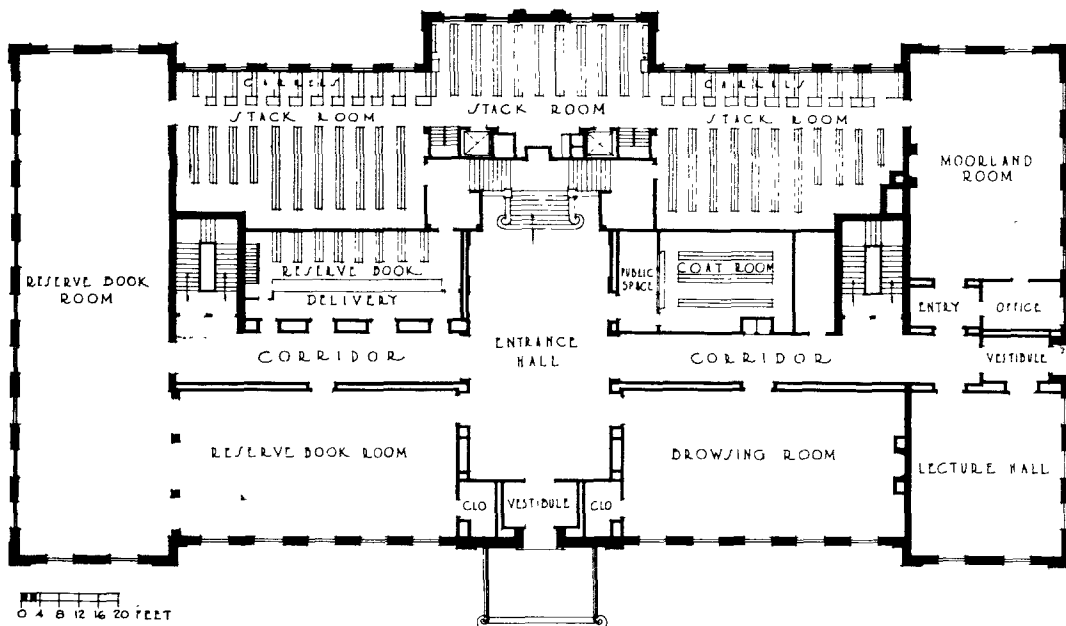 CARRELS
CARRELS
STACK ROOM
STACK ROOM
STACK ROOM
MOORLAND
ROOM
RESERVE BOOK
ROOM
RESERVE BOOK
DELIVERY
PUBLIC
SPACE
COAT ROOM
ENTRY
OFFICE
CORRIDOR
ENTRANCE
HALL
CORRIDOR
VESTIBULE
RESERVE BOOK ROOM
BROWSING ROOM
LECTURE HALL
CLO
VESTIBULE
CLO
0 4 8 12 16 20 FEET